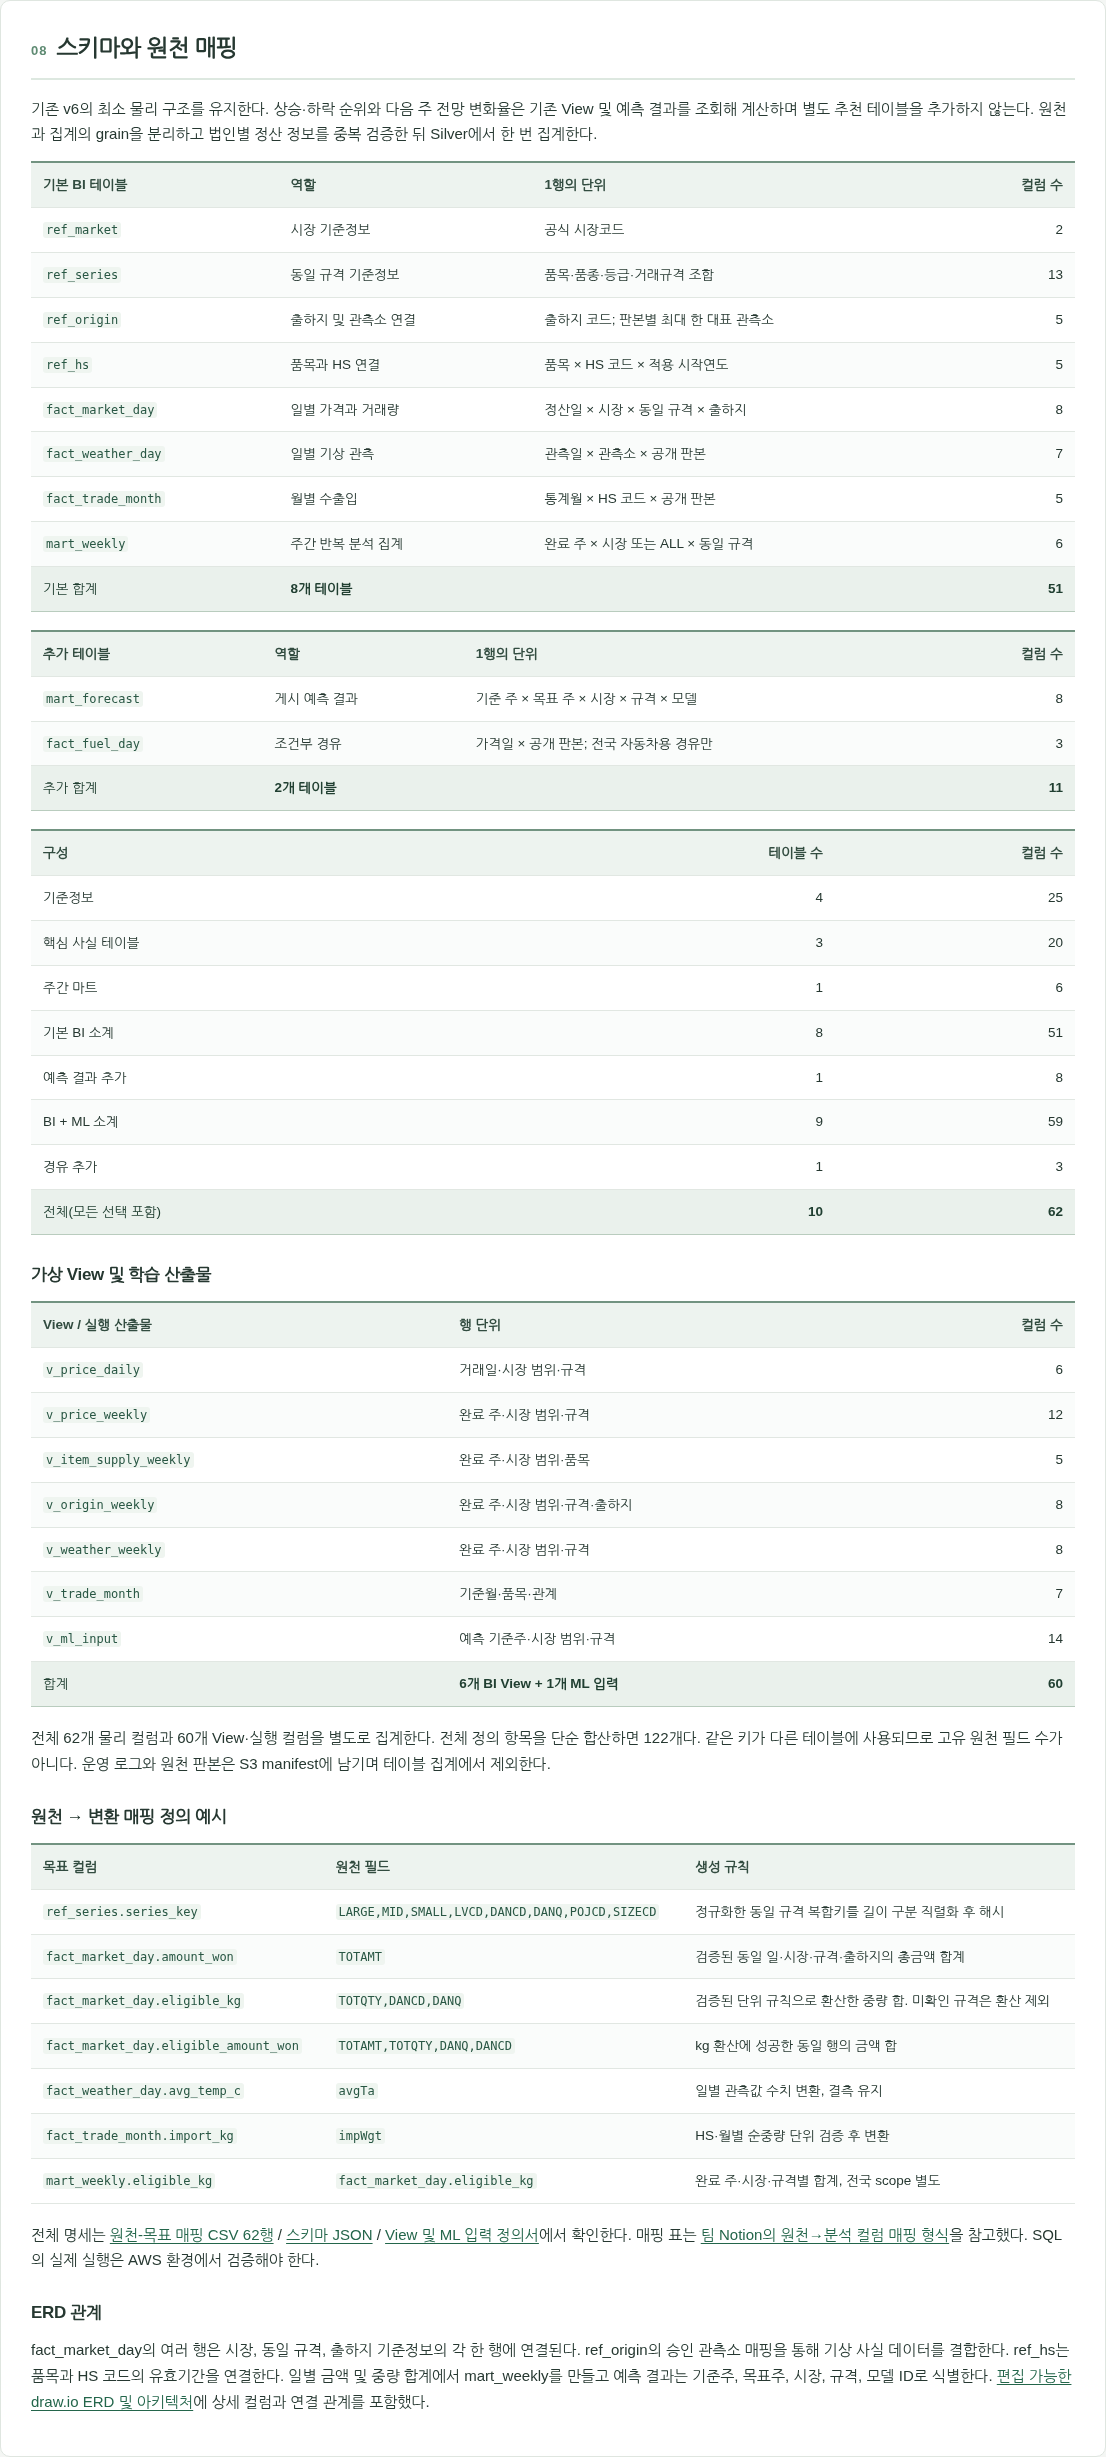 08 스키마와 원천 매핑
기존 v6의 최소 물리 구조를 유지한다. 상승·하락 순위와 다음 주 전망 변화율은 기존 View 및 예측 결과를 조회해 계산하며 별도 추천 테이블을 추가하지 않는다. 원천
과 집계의 grain을 분리하고 법인별 정산 정보를 중복 검증한 뒤 Silver에서 한 번 집계한다.
기본 BI 테이블 역할 1행의 단위 컬럼 수
ref_market 시장 기준정보 공식 시장코드 2
ref_series 동일 규격 기준정보 품목·품종·등급·거래규격 조합 13
ref_origin 출하지 및 관측소 연결 출하지 코드; 판본별 최대 한 대표 관측소 5
ref_hs 품목과 HS 연결 품목 × HS 코드 × 적용 시작연도 5
fact_market_day 일별 가격과 거래량 정산일 × 시장 × 동일 규격 × 출하지 8
fact_weather_day 일별 기상 관측 관측일 × 관측소 × 공개 판본 7
fact_trade_month 월별 수출입 통계월 × HS 코드 × 공개 판본 5
mart_weekly 주간 반복 분석 집계 완료 주 × 시장 또는 ALL × 동일 규격 6
기본 합계 8개 테이블 51
추가 테이블 역할 1행의 단위 컬럼 수
mart_forecast 게시 예측 결과 기준 주 × 목표 주 × 시장 × 규격 × 모델 8
fact_fuel_day 조건부 경유 가격일 × 공개 판본; 전국 자동차용 경유만 3
추가 합계 2개 테이블 11
구성 테이블 수 컬럼 수
기준정보 4 25
핵심 사실 테이블 3 20
주간 마트 1 6
기본 BI 소계 8 51
예측 결과 추가 1 8
BI + ML 소계 9 59
경유 추가 1 3
전체(모든 선택 포함) 10 62
가상 View 및 학습 산출물
View / 실행 산출물 행 단위 컬럼 수
v_price_daily 거래일·시장 범위·규격 6
v_price_weekly 완료 주·시장 범위·규격 12
v_item_supply_weekly 완료 주·시장 범위·품목 5
v_origin_weekly 완료 주·시장 범위·규격·출하지 8
v_weather_weekly 완료 주·시장 범위·규격 8
v_trade_month 기준월·품목·관계 7
v_ml_input 예측 기준주·시장 범위·규격 14
합계 6개 BI View + 1개 ML 입력 60
전체 62개 물리 컬럼과 60개 View·실행 컬럼을 별도로 집계한다. 전체 정의 항목을 단순 합산하면 122개다. 같은 키가 다른 테이블에 사용되므로 고유 원천 필드 수가
아니다. 운영 로그와 원천 판본은 S3 manifest에 남기며 테이블 집계에서 제외한다.
원천 → 변환 매핑 정의 예시
목표 컬럼 원천 필드 생성 규칙
ref_series.series_key LARGE,MID,SMALL,LVCD,DANCD,DANQ,POJCD,SIZECD 정규화한 동일 규격 복합키를 길이 구분 직렬화 후 해시
fact_market_day.amount_won TOTAMT 검증된 동일 일·시장·규격·출하지의 총금액 합계
fact_market_day.eligible_kg TOTQTY,DANCD,DANQ 검증된 단위 규칙으로 환산한 중량 합. 미확인 규격은 환산 제외
fact_market_day.eligible_amount_won TOTAMT,TOTQTY,DANQ,DANCD kg 환산에 성공한 동일 행의 금액 합
fact_weather_day.avg_temp_c avgTa 일별 관측값 수치 변환, 결측 유지
fact_trade_month.import_kg impWgt HS·월별 순중량 단위 검증 후 변환
mart_weekly.eligible_kg fact_market_day.eligible_kg 완료 주·시장·규격별 합계, 전국 scope 별도
전체 명세는 원천-목표 매핑 CSV 62행 / 스키마 JSON / View 및 ML 입력 정의서에서 확인한다. 매핑 표는 팀 Notion의 원천→분석 컬럼 매핑 형식을 참고했다. SQL
의 실제 실행은 AWS 환경에서 검증해야 한다.
ERD 관계
fact_market_day의 여러 행은 시장, 동일 규격, 출하지 기준정보의 각 한 행에 연결된다. ref_origin의 승인 관측소 매핑을 통해 기상 사실 데이터를 결합한다. ref_hs는
품목과 HS 코드의 유효기간을 연결한다. 일별 금액 및 중량 합계에서 mart_weekly를 만들고 예측 결과는 기준주, 목표주, 시장, 규격, 모델 ID로 식별한다. 편집 가능한
draw.io ERD 및 아키텍처에 상세 컬럼과 연결 관계를 포함했다.